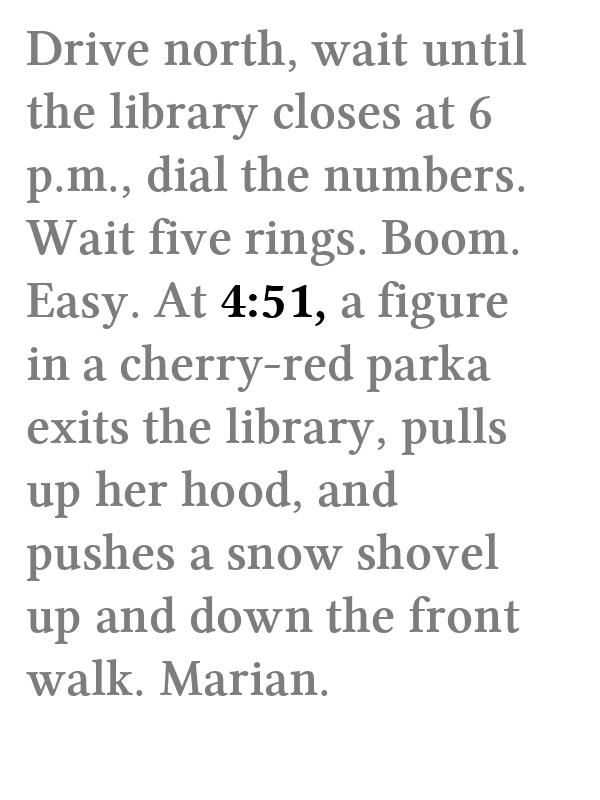 Drive north, wait until
the library closes at 6
p.m., dial the numbers.
Wait five rings. Boom.
Easy. At 4:51, a figure
in a cherry-red parka
exits the library, pulls
up her hood, and
pushes a snow shovel
up and down the front
walk. Marian.